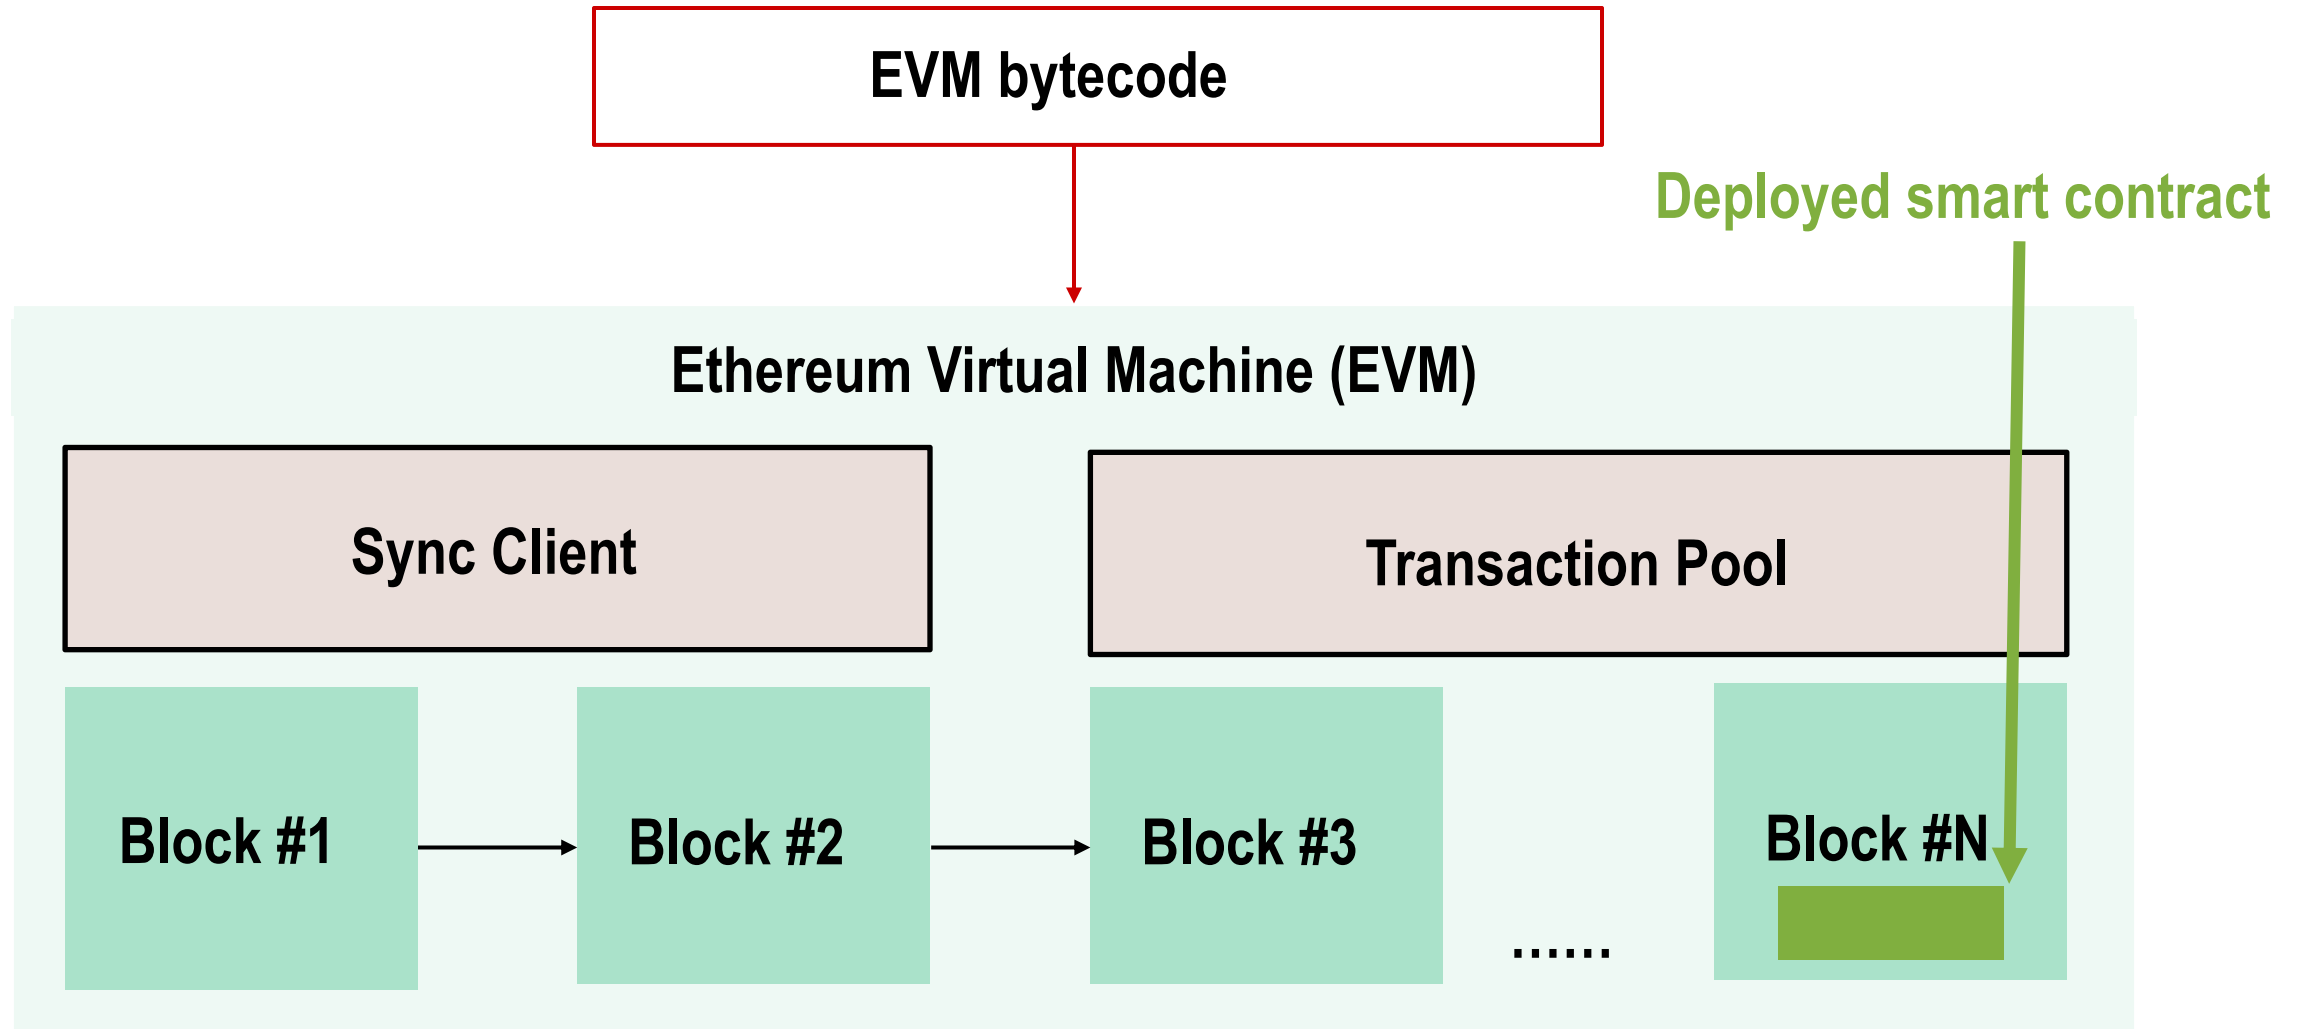 EVM bytecode
Deployed smart contract
Ethereum Virtual Machine (EVM)
Sync Client
Transaction Pool
Block #1
Block #2
Block #3
......
Block #N